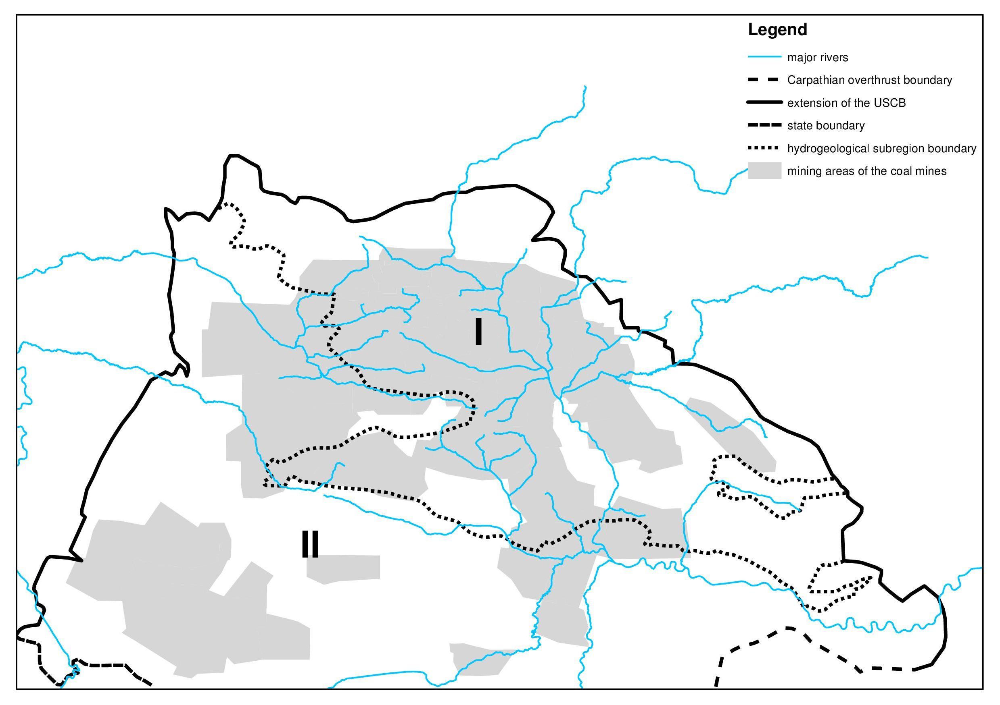 Legend
major rivers
Carpathian overthrust boundary
extension of the USCB
state boundary
hydrogeological subregion boundary
mining areas of the coal mines
I
II